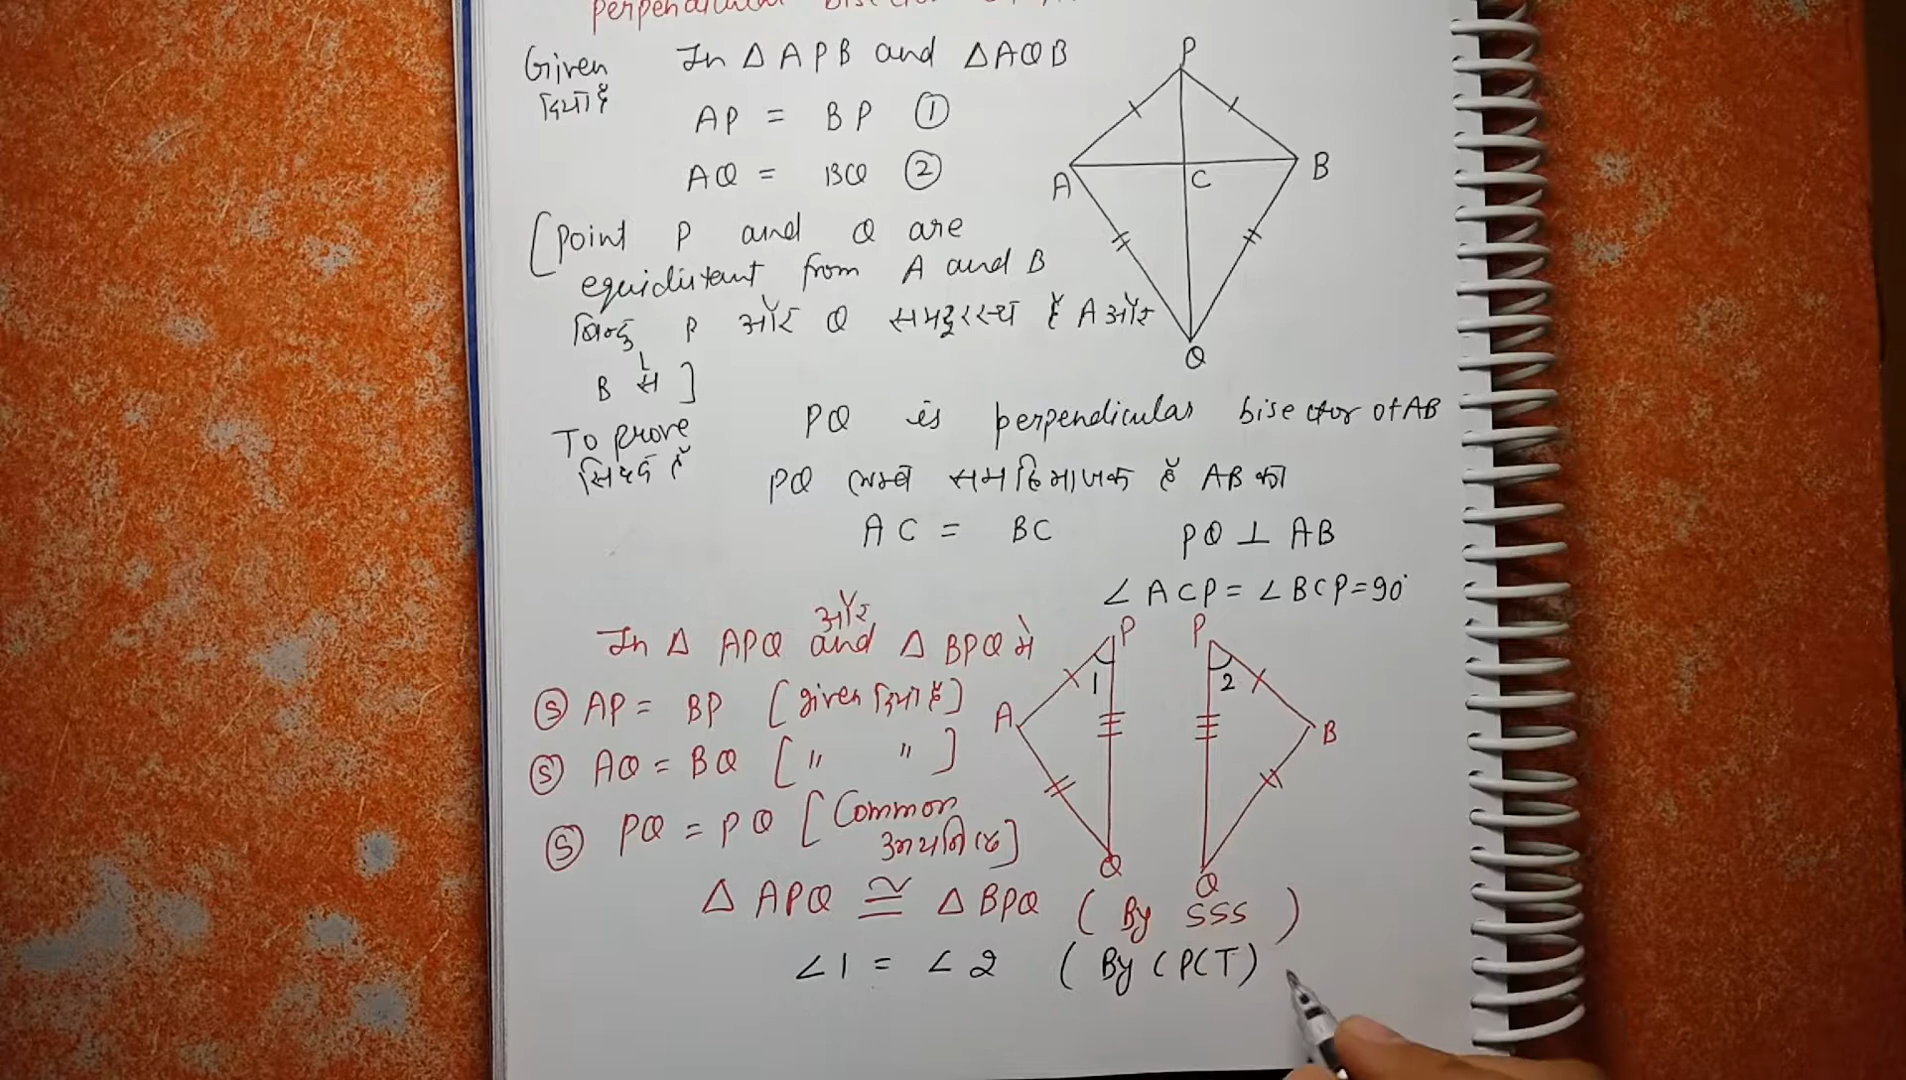 perpendicular bisector of
Given In △ APB and △AQB
दिया है
AP = BP ①
AQ = BQ ②
[Point P and Q are
equidistant from A and B
बिन्दु P और Q समदूरस्थ हैं A और
B से ]
To prove PQ is perpendicular bisector of AB
सिद्ध है PQ लम्ब समद्विभाजक है AB का
AC = BC PQ ⊥ AB
∠ ACP = ∠ BCP = 90°
और
In △ APQ and △ BPQ में
Ⓢ AP = BP [given दिया है]
Ⓢ AQ = BQ [ " " ]
Ⓢ PQ = PQ [Common
उभयनिष्ठ]
△ APQ ≅ △ BPQ ( By SSS )
∠1 = ∠2 ( By CPCT)
P
A
C
B
Q
P
1
A
Q
P
2
B
Q